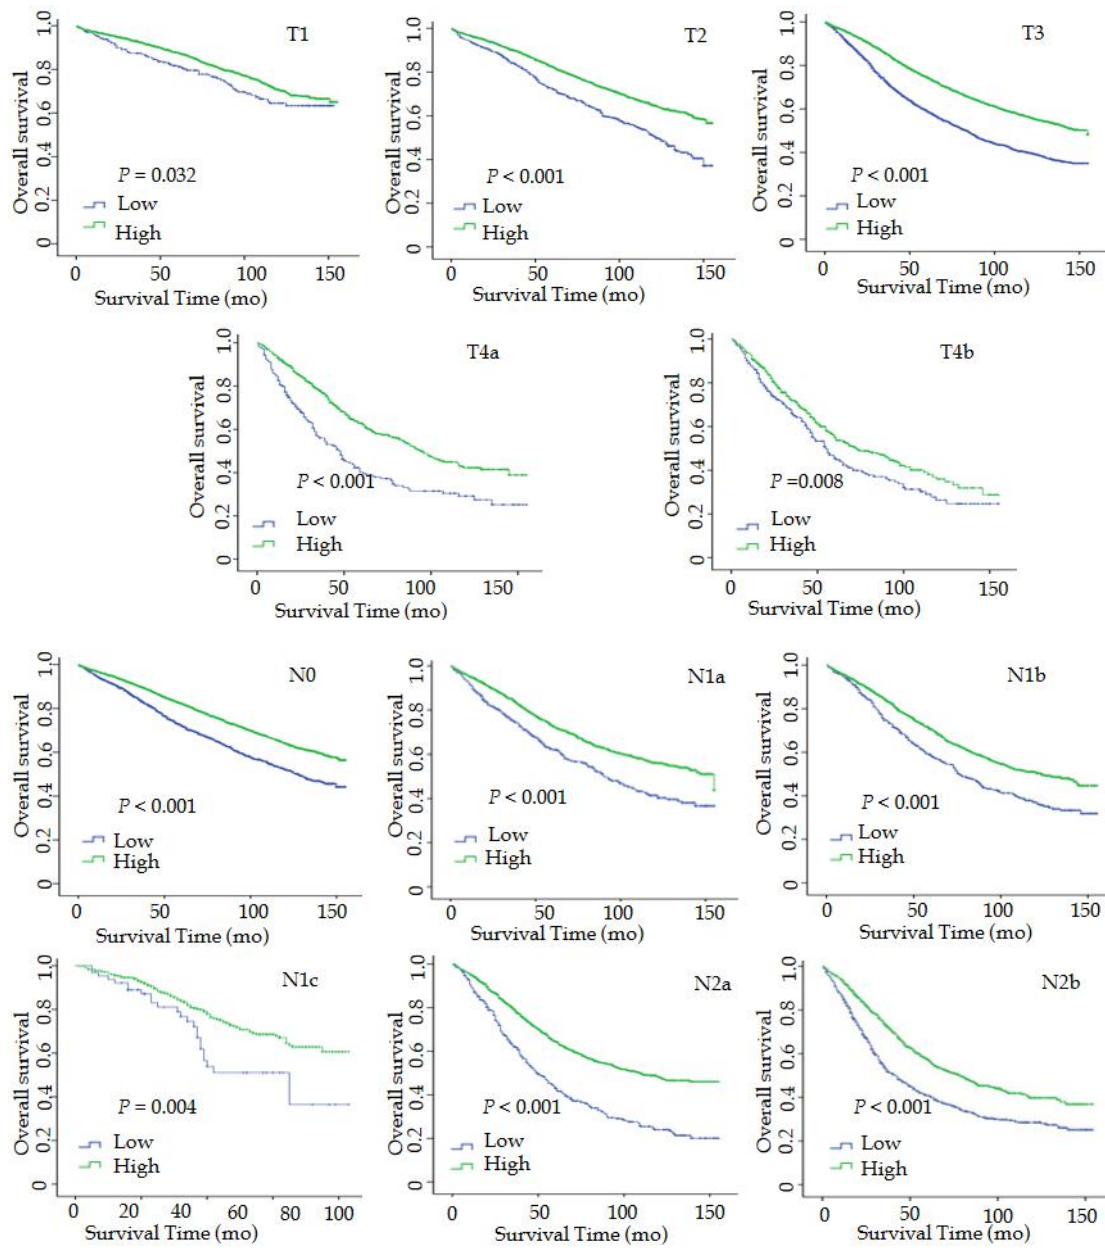 T1
Overall survival
1.0
0.8
0.6
0.4
0.2
0
P = 0.032
Low
High
0 50 100 150
Survival Time (mo)
T2
Overall survival
1.0
0.8
0.6
0.4
0.2
0
P < 0.001
Low
High
0 50 100 150
Survival Time (mo)
T3
Overall survival
1.0
0.8
0.6
0.4
0.2
0
P < 0.001
Low
High
0 50 100 150
Survival Time (mo)
T4a
Overall survival
1.0
0.8
0.6
0.4
0.2
0
P < 0.001
Low
High
0 50 100 150
Survival Time (mo)
T4b
Overall survival
1.0
0.8
0.6
0.4
0.2
0
P =0.008
Low
High
0 50 100 150
Survival Time (mo)
N0
Overall survival
1.0
0.8
0.6
0.4
0.2
0
P < 0.001
Low
High
0 50 100 150
Survival Time (mo)
N1a
Overall survival
1.0
0.8
0.6
0.4
0.2
0
P < 0.001
Low
High
0 50 100 150
Survival Time (mo)
N1b
Overall survival
1.0
0.8
0.6
0.4
0.2
0
P < 0.001
Low
High
0 50 100 150
Survival Time (mo)
N1c
Overall survival
1.0
0.8
0.6
0.4
0.2
0
P = 0.004
Low
High
0 20 20 80 80 100
Survival Time (mo)
N2a
Overall survival
1.0
0.8
0.6
0.4
0.2
0
P < 0.001
Low
High
0 50 100 150
Survival Time (mo)
N2b
Overall survival
1.0
0.8
0.6
0.4
0.2
0
P < 0.001
Low
High
0 50 100 150
Survival Time (mo)